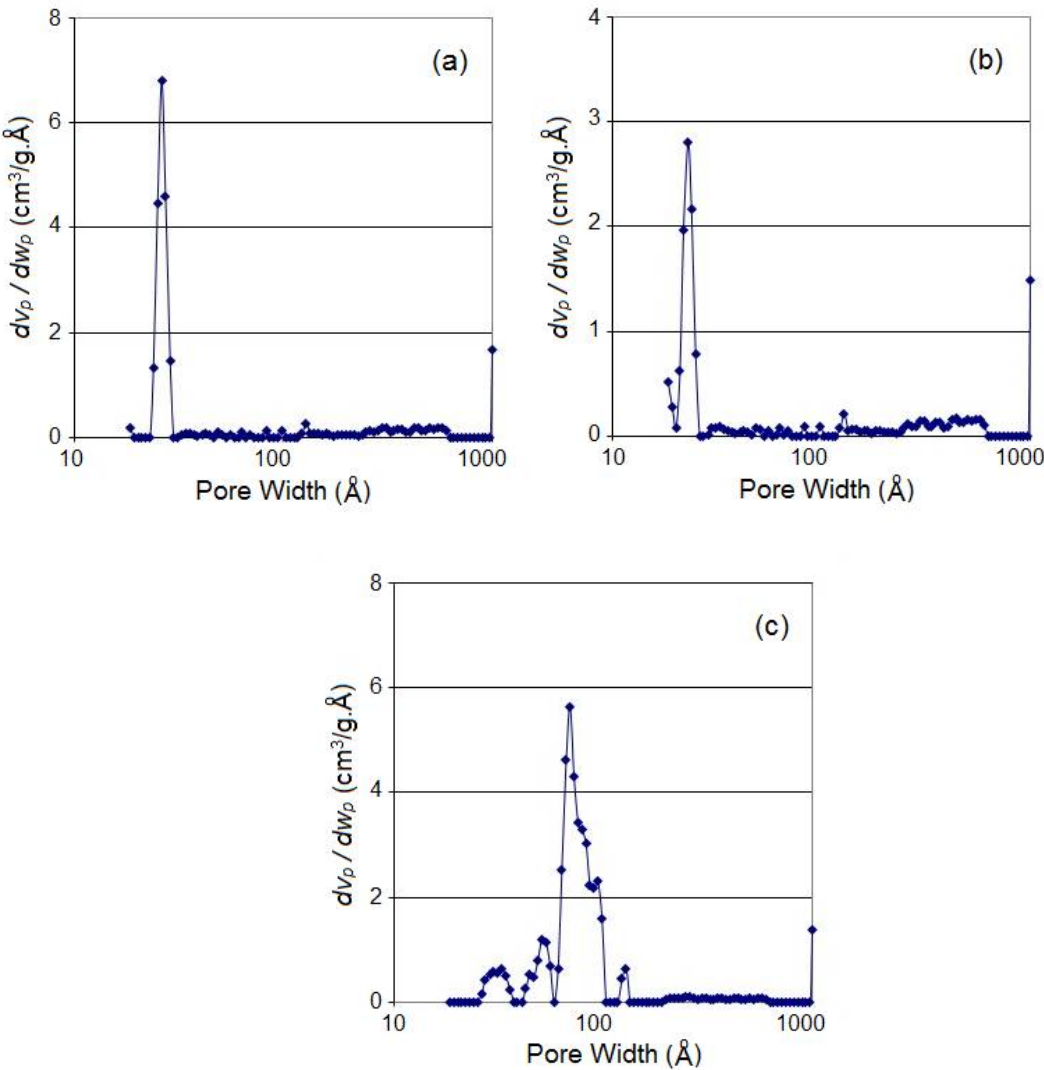 (a)
8
6
4
2
0
10
100
1000
Pore Width (Å)
dvₚ / dwₚ (cm³/g.Å)
(b)
4
3
2
1
0
10
100
1000
Pore Width (Å)
dvₚ / dwₚ (cm³/g.Å)
(c)
8
6
4
2
0
10
100
1000
Pore Width (Å)
dvₚ / dwₚ (cm³/g.Å)